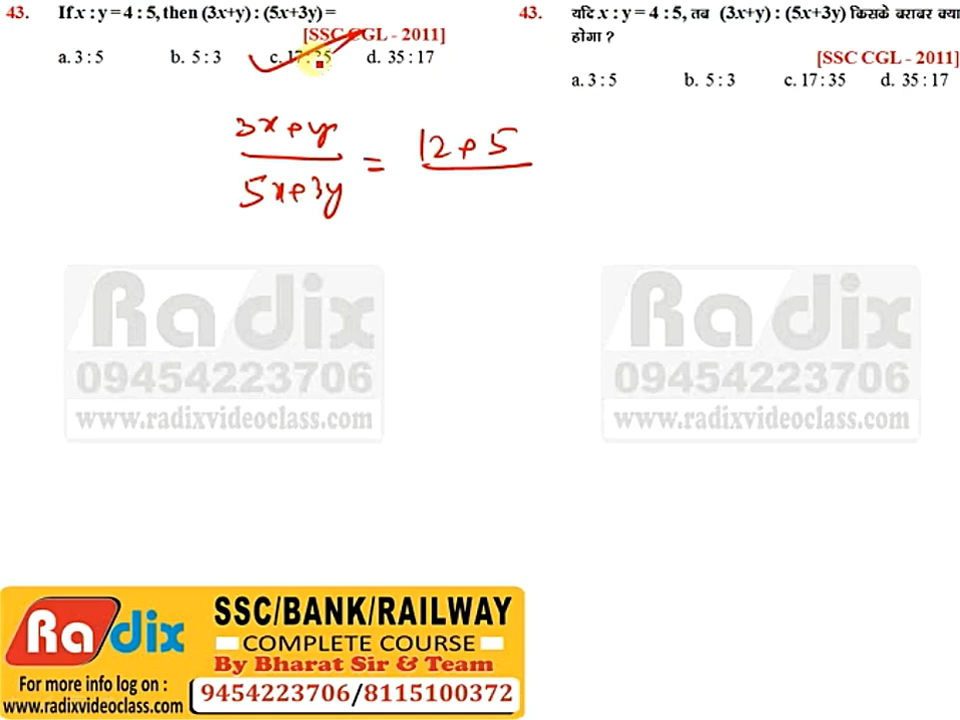 43. If x : y = 4 : 5, then (3x+y) : (5x+3y) =
[SSC CGL - 2011]
a. 3 : 5 b. 5 : 3 c. 17 : 35 d. 35 : 17
3x+y
5x+3y
=
12+5
43. यदि x : y = 4 : 5, तब (3x+y) : (5x+3y) किसके बराबर क्या
होगा ?
[SSC CGL - 2011]
a. 3 : 5 b. 5 : 3 c. 17 : 35 d. 35 : 17
Radix
09454223706
www.radixvideoclass.com
Radix
09454223706
www.radixvideoclass.com
Radix
For more info log on :
www.radixvideoclass.com
SSC/BANK/RAILWAY
COMPLETE COURSE
By Bharat Sir & Team
9454223706/8115100372